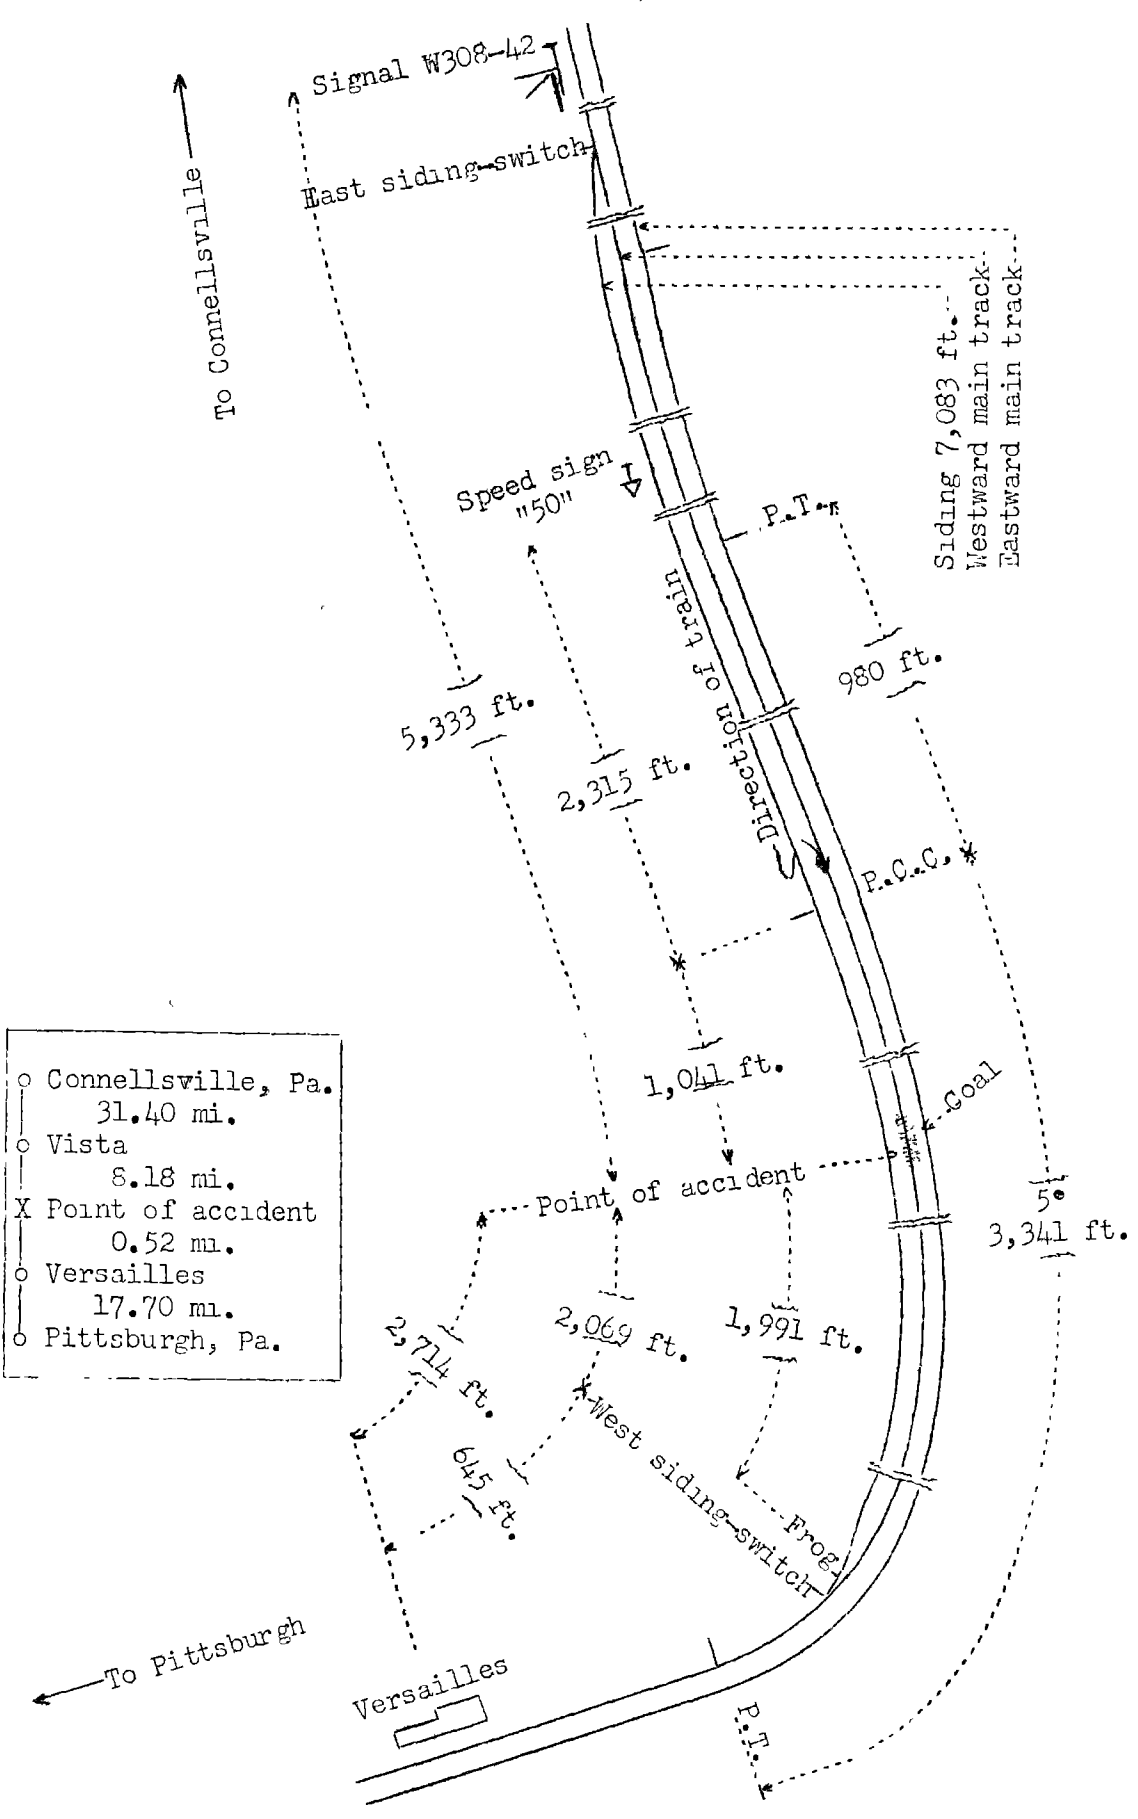 Signal W308-42
East siding-switch
To Connellsville
Siding 7,083 ft.
Westward main track
Eastward main track
Speed sign
"50"
P.T.
Direction of train
980 ft.
5,333 ft.
2,315 ft.
P.C.C.
1,041 ft.
Coal
Connellsville, Pa.
31.40 mi.
Vista
8.18 mi.
X Point of accident
0.52 mi.
Versailles
17.70 mi.
Pittsburgh, Pa.
Point of accident
5°
3,341 ft.
2,714 ft.
2,069 ft.
1,991 ft.
645 ft.
West siding-switch
Frog
To Pittsburgh
Versailles
P.T.